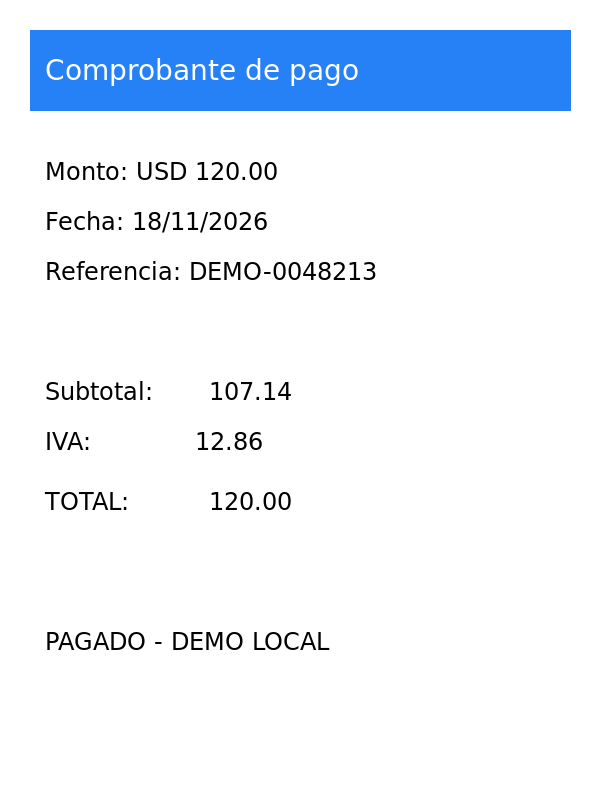 Comprobante de pago
Monto: USD 120.00
Fecha: 18/11/2026
Referencia: DEMO-0048213
Subtotal: 107.14
IVA: 12.86
TOTAL: 120.00
PAGADO - DEMO LOCAL